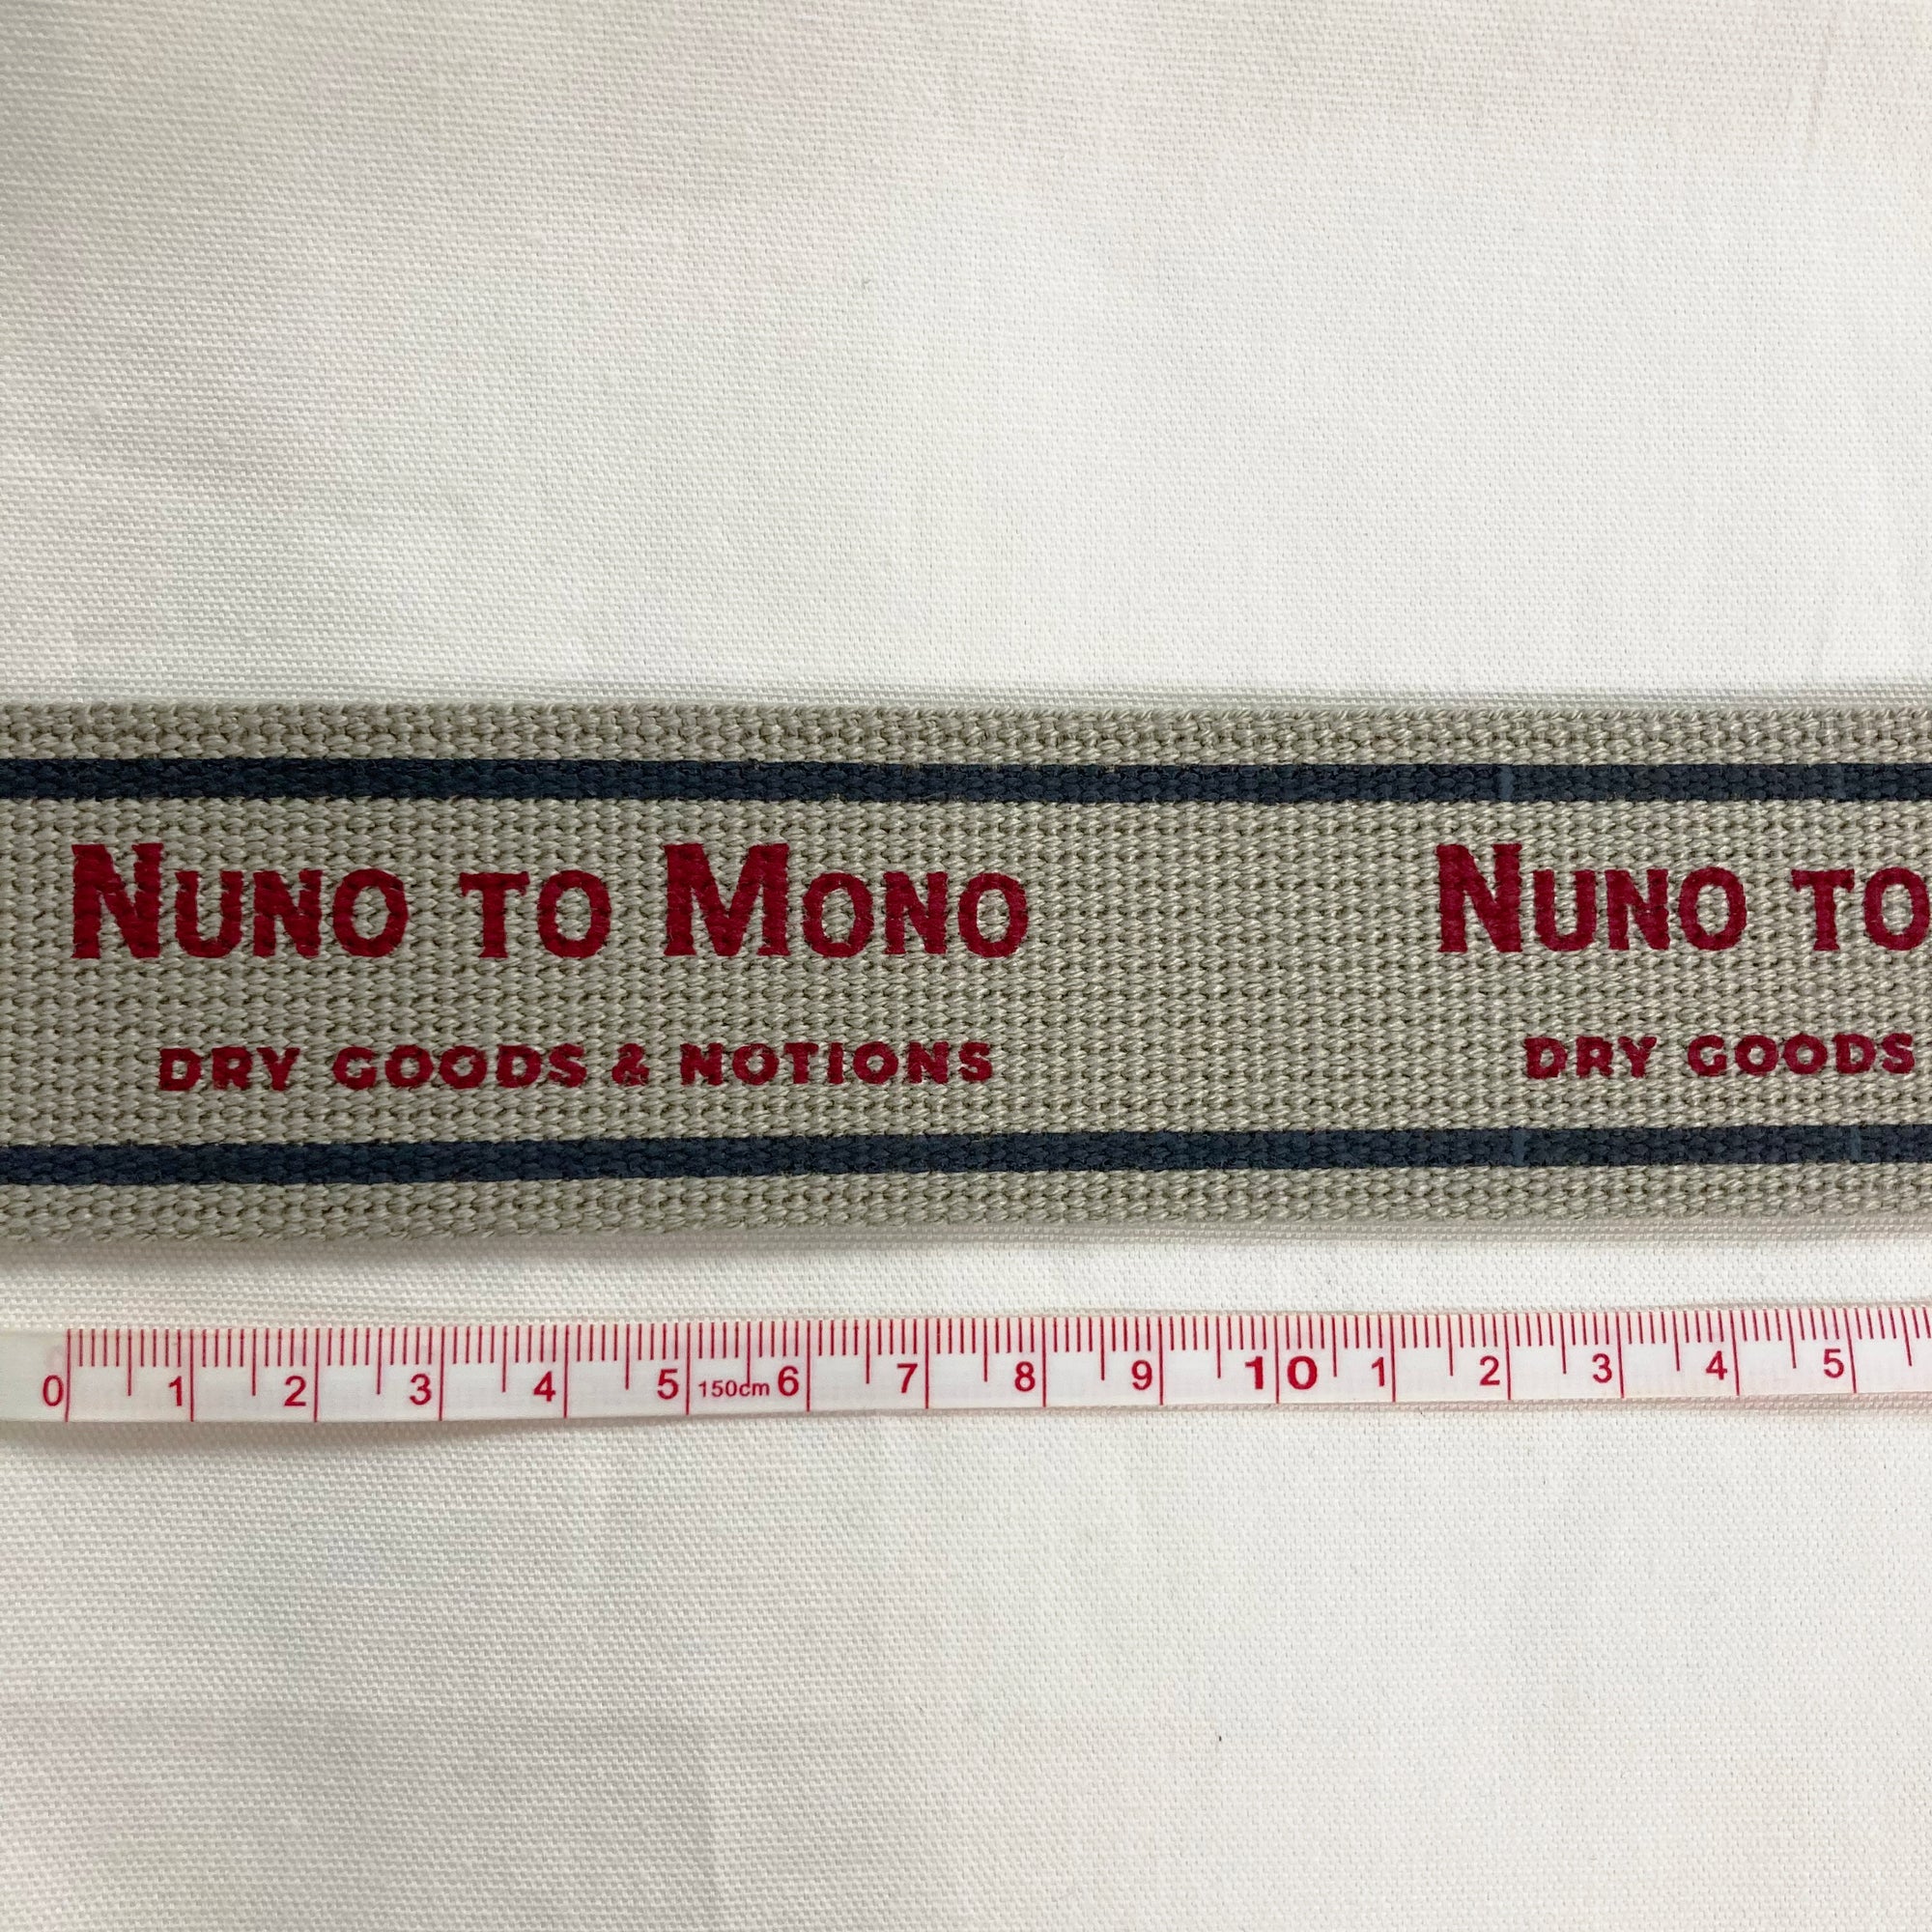 NUNO TO MONO NUNO TO
DRY GOODS & NOTIONS DRY GOODS
0 1 2 3 4 5 150cm 6 7 8 9 10 1 2 3 4 5